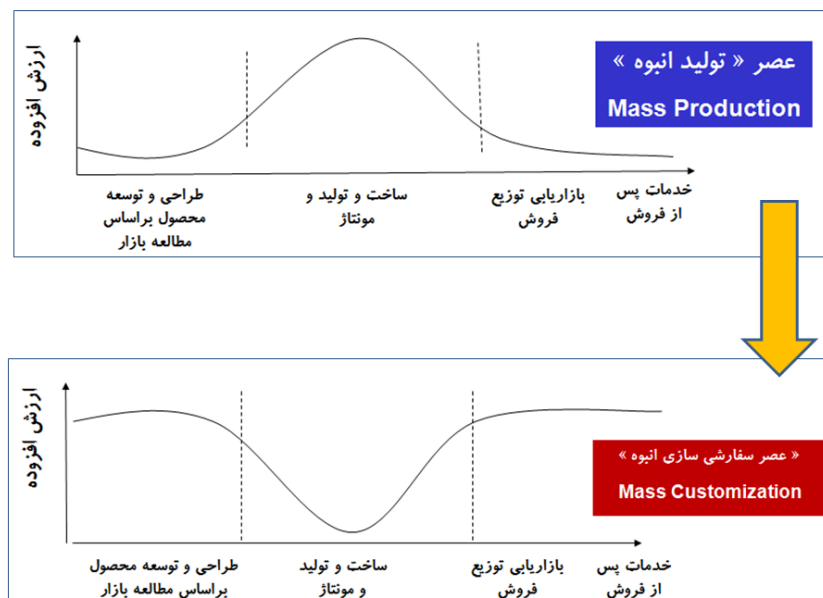 عصر « تولید انبوه »
Mass Production
ارزش افزوده
طراحی و توسعه
محصول براساس
مطالعه بازار
ساخت و تولید و
مونتاژ
بازاریابی توزیع
فروش
خدمات پس
از فروش
« عصر سفارشی سازی انبوه »
Mass Customization
ارزش افزوده
طراحی و توسعه محصول
براساس مطالعه بازار
ساخت و تولید
و مونتاژ
بازاریابی توزیع
فروش
خدمات پس
از فروش